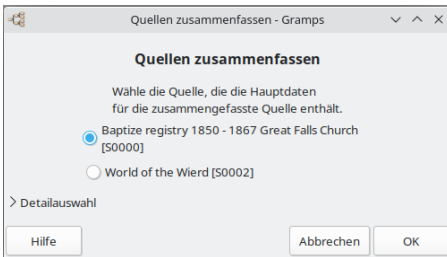 Quellen zusammenfassen - Gramps
Quellen zusammenfassen
Wähle die Quelle, die die Hauptdaten
für die zusammengefasste Quelle enthält.
Baptize registry 1850 - 1867 Great Falls Church
[S0000]
World of the Wierd [S0002]
Detailauswahl
Hilfe
Abbrechen
OK